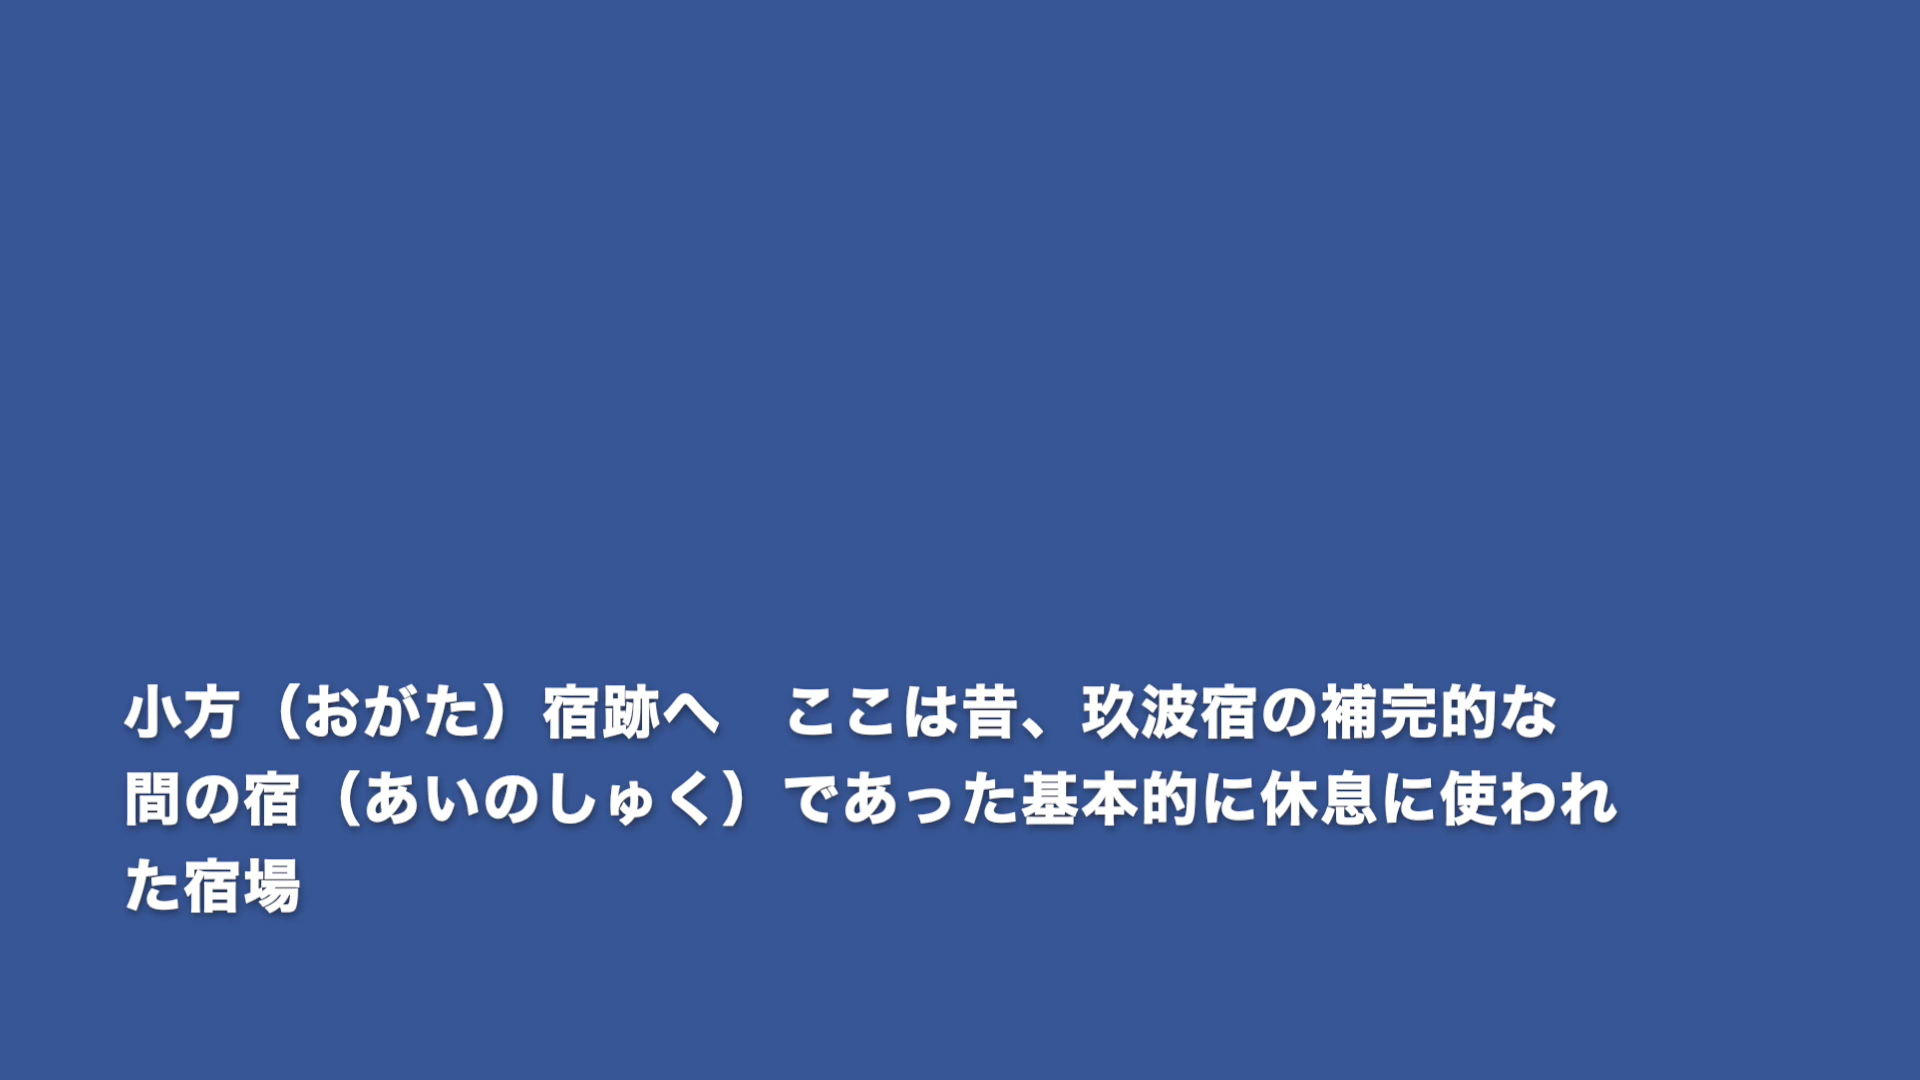 小方（おがた）宿跡へ　ここは昔、玖波宿の補完的な
間の宿（あいのしゅく）であった基本的に休息に使われ
た宿場